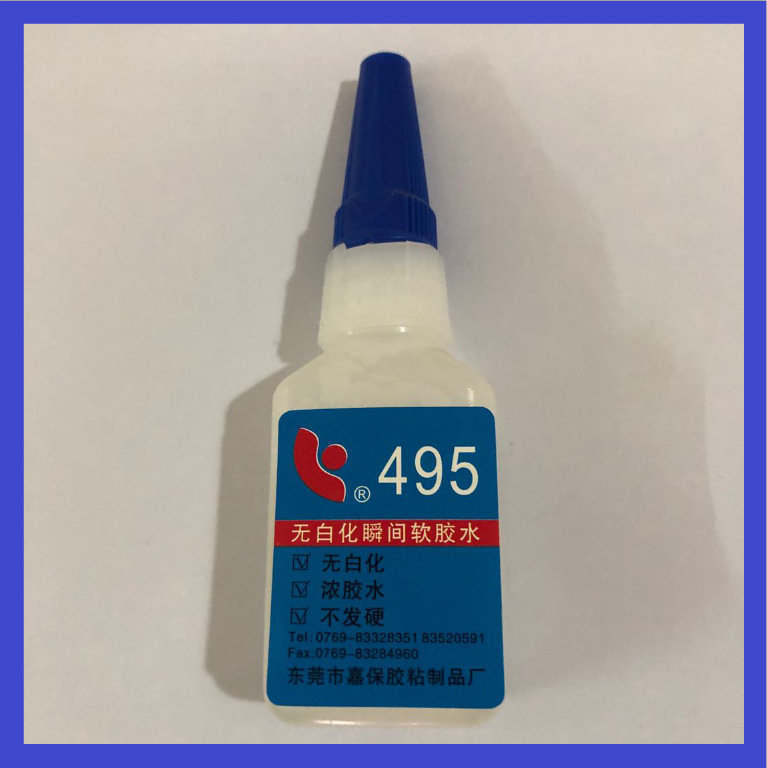 ® 495
无白化瞬间软胶水
☑ 无白化
☑ 浓胶水
☑ 不发硬
Tel:0769-83328351 83520591
Fax:0769-83284960
东莞市嘉保胶粘制品厂